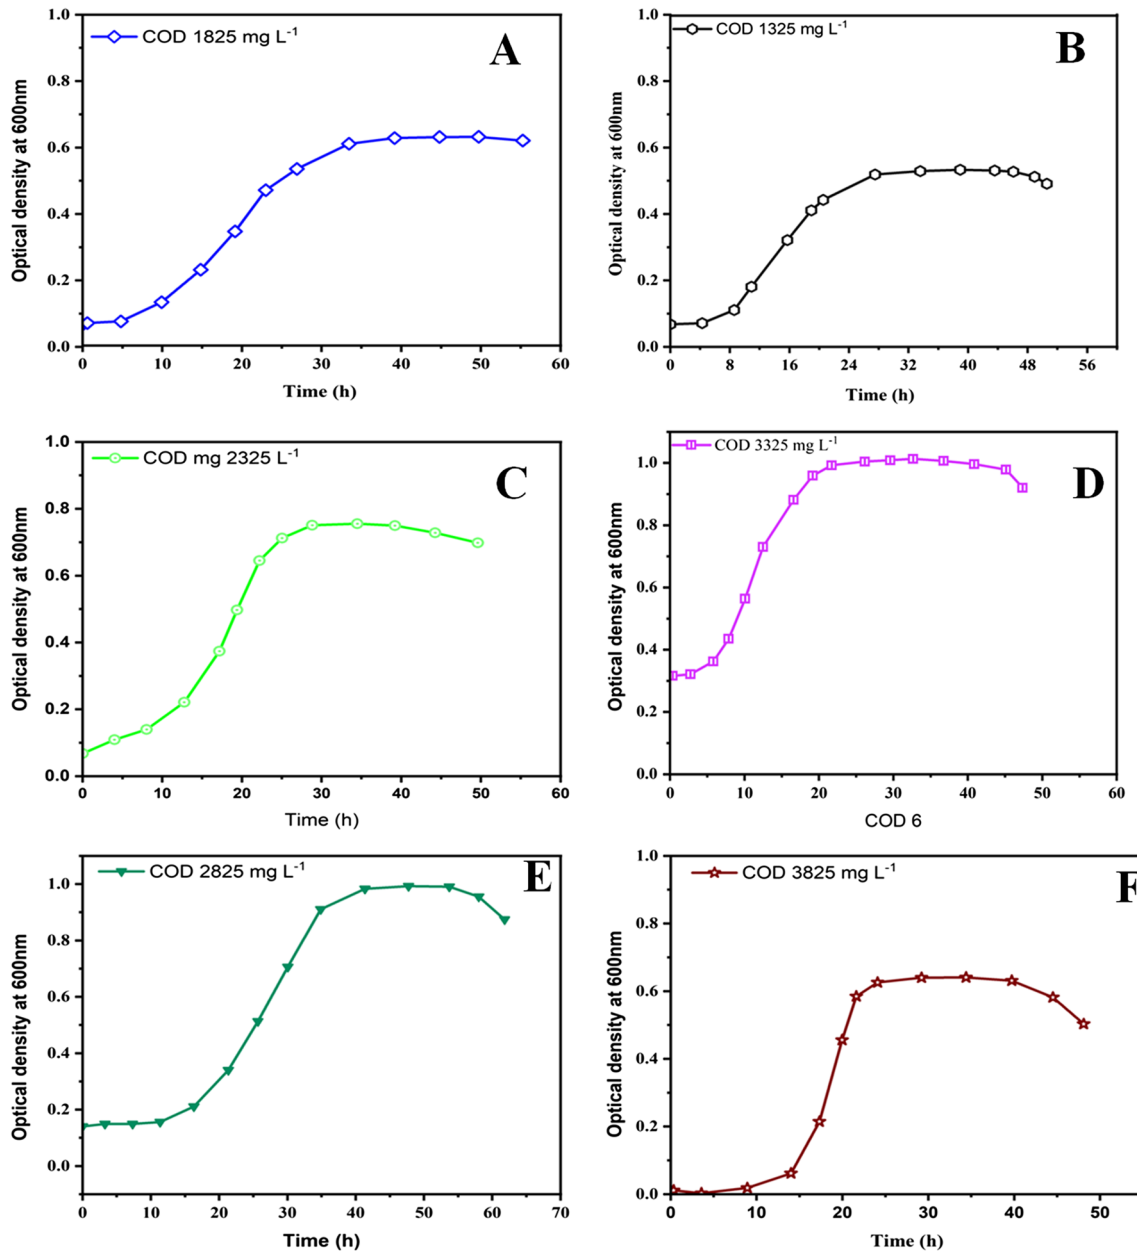 COD 1825 mg L⁻¹
A
Optical density at 600nm
1.0
0.8
0.6
0.4
0.2
0.0
0 10 20 30 40 50 60
Time (h)
COD 1325 mg L⁻¹
B
Optical density at 600nm
1.0
0.8
0.6
0.4
0.2
0.0
0 8 16 24 32 40 48 56
Time (h)
COD mg 2325 L⁻¹
C
Optical density at 600nm
1.0
0.8
0.6
0.4
0.2
0.0
0 10 20 30 40 50 60
Time (h)
COD 3325 mg L⁻¹
D
Optical density at 600nm
1.0
0.8
0.6
0.4
0.2
0.0
0 10 20 30 40 50 60
COD 6
COD 2825 mg L⁻¹
E
Optical density at 600nm
1.0
0.8
0.6
0.4
0.2
0.0
0 10 20 30 40 50 60 70
Time (h)
COD 3825 mg L⁻¹
F
Optical density at 600nm
1.0
0.8
0.6
0.4
0.2
0.0
0 10 20 30 40 50
Time (h)